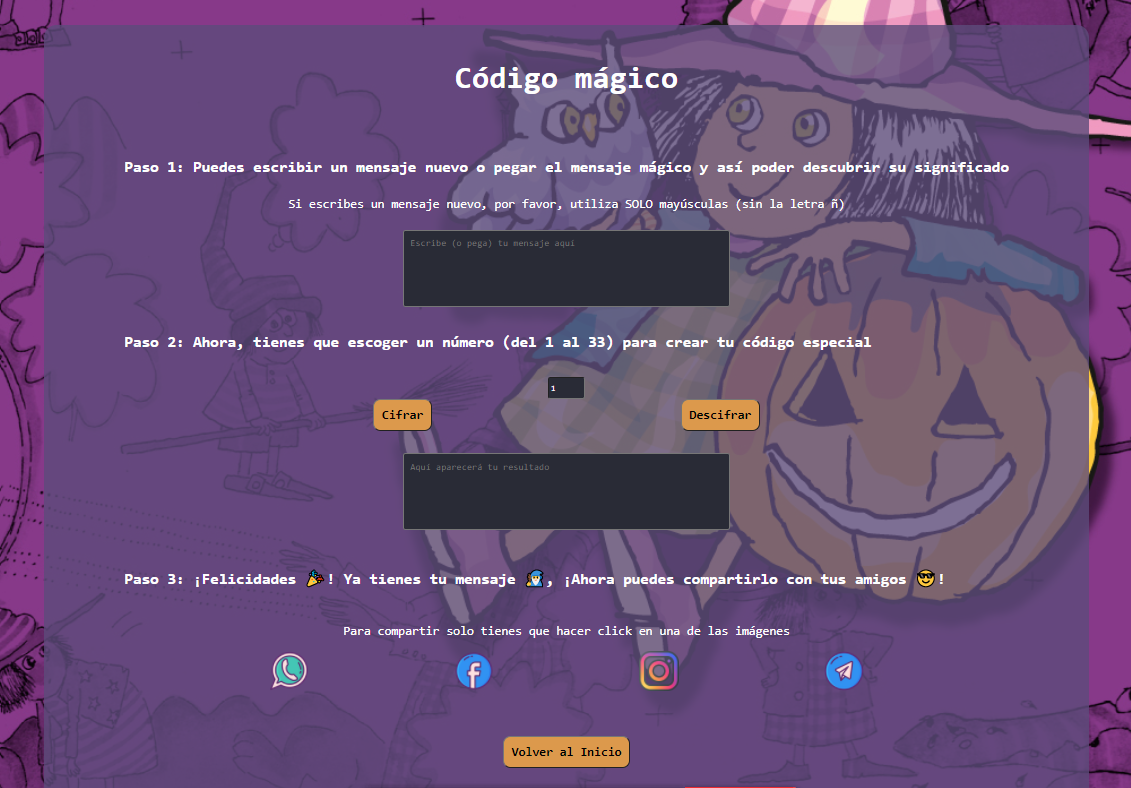 Código mágico
Paso 1: Puedes escribir un mensaje nuevo o pegar el mensaje mágico y así poder descubrir su significado
Si escribes un mensaje nuevo, por favor, utiliza SOLO mayúsculas (sin la letra ñ)
Escribe (o pega) tu mensaje aquí
Paso 2: Ahora, tienes que escoger un número (del 1 al 33) para crear tu código especial
1
Cifrar Descifrar
Aquí aparecerá tu resultado
Paso 3: ¡Felicidades 🎉! Ya tienes tu mensaje 🧙, ¡Ahora puedes compartirlo con tus amigos 😎!
Para compartir solo tienes que hacer click en una de las imágenes
Volver al Inicio